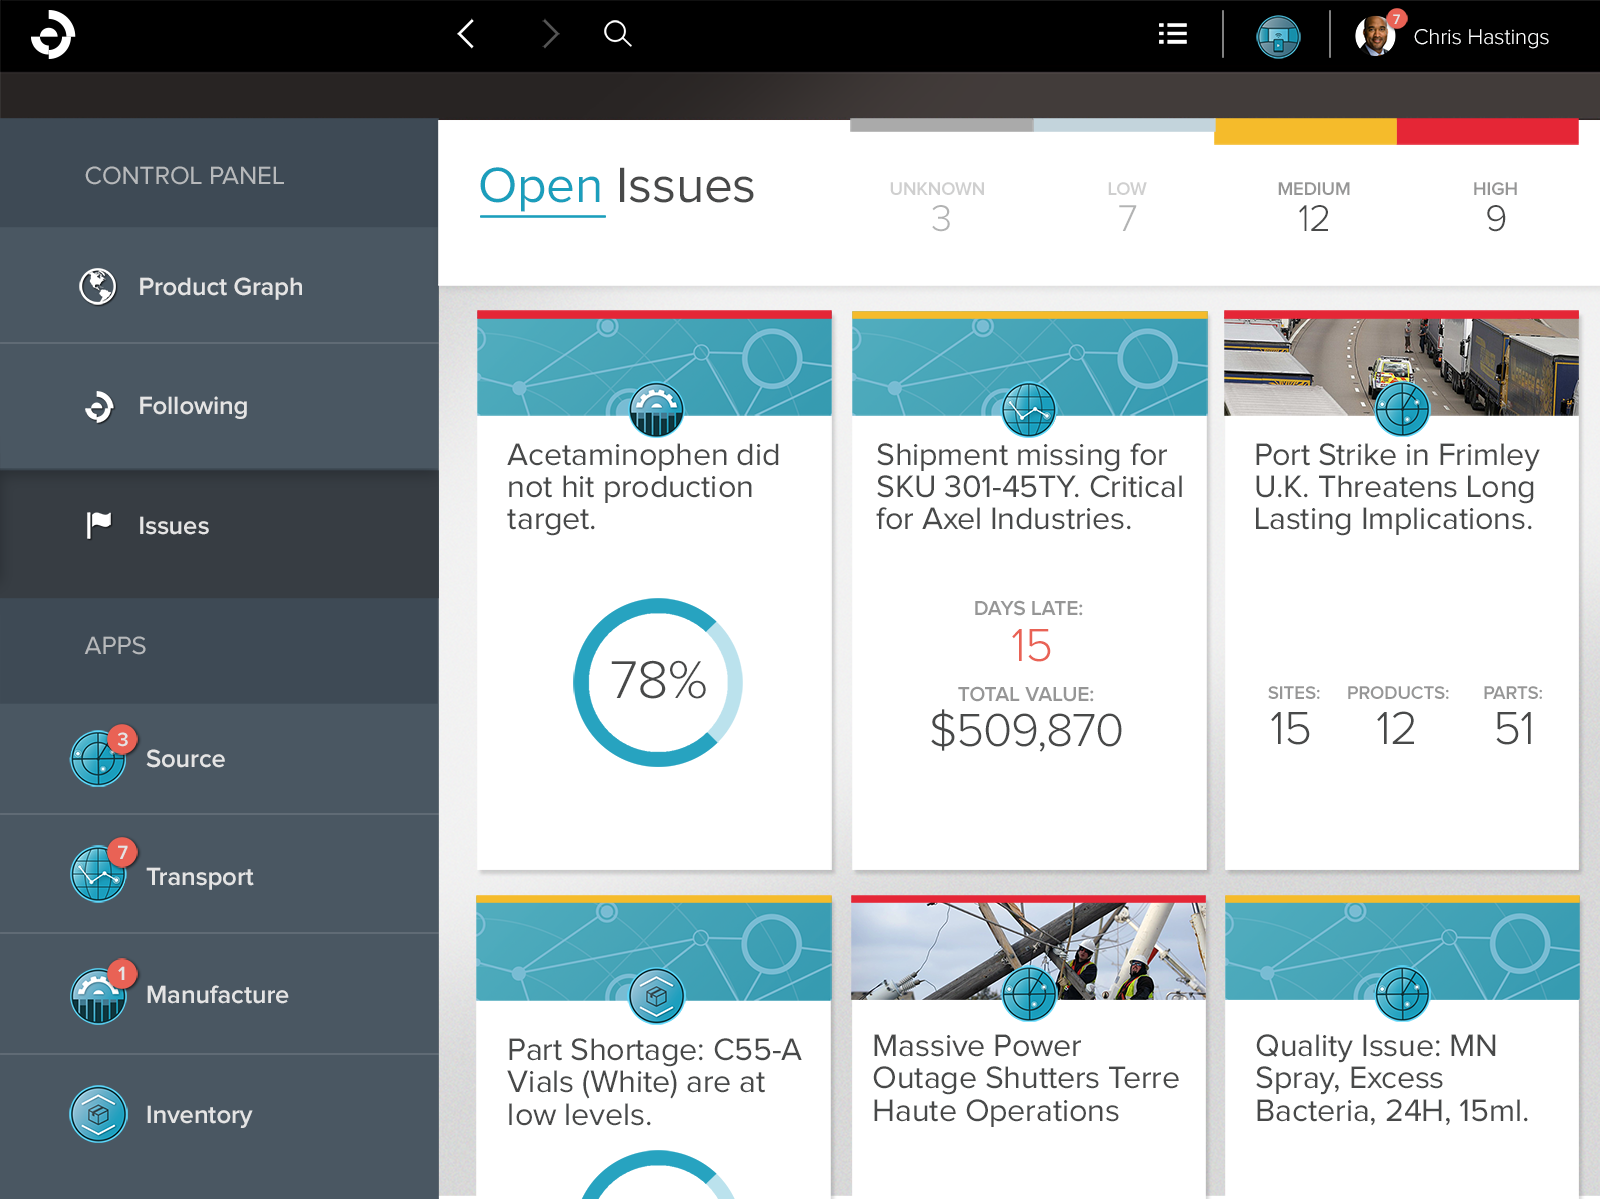 7
Chris Hastings
CONTROL PANEL
Product Graph
Following
Issues
APPS
3
Source
7
Transport
1
Manufacture
Inventory
Open Issues
UNKNOWN
3
LOW
7
MEDIUM
12
HIGH
9
Acetaminophen did
not hit production
target.
78%
Shipment missing for
SKU 301-45TY. Critical
for Axel Industries.
DAYS LATE:
15
TOTAL VALUE:
$509,870
Port Strike in Frimley
U.K. Threatens Long
Lasting Implications.
SITES: PRODUCTS: PARTS:
15 12 51
Part Shortage: C55-A
Vials (White) are at
low levels.
Massive Power
Outage Shutters Terre
Haute Operations
Quality Issue: MN
Spray, Excess
Bacteria, 24H, 15ml.